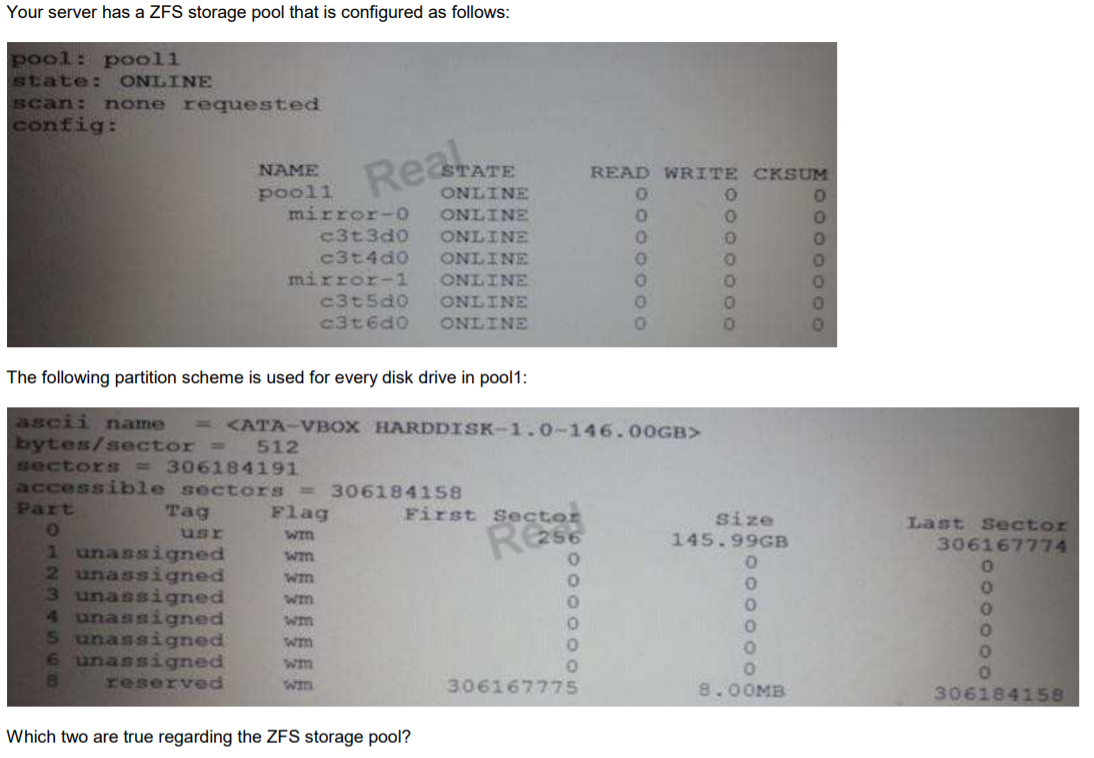 Your server has a ZFS storage pool that is configured as follows:
pool: pool1
state: ONLINE
scan: none requested
config:
NAME STATE READ WRITE CKSUM
pool1 ONLINE 0 0 0
mirror-0 ONLINE 0 0 0
c3t3d0 ONLINE 0 0 0
c3t4d0 ONLINE 0 0 0
mirror-1 ONLINE 0 0 0
c3t5d0 ONLINE 0 0 0
c3t6d0 ONLINE 0 0 0
Real
The following partition scheme is used for every disk drive in pool1:
ascii name = <ATA-VBOX HARDDISK-1.0-146.00GB>
bytes/sector = 512
sectors = 306184191
accessible sectors = 306184158
Part Tag Flag First Sector Size Last Sector
0 usr wm 256 145.99GB 306167774
1 unassigned wm 0 0 0
2 unassigned wm 0 0 0
3 unassigned wm 0 0 0
4 unassigned wm 0 0 0
5 unassigned wm 0 0 0
6 unassigned wm 0 0 0
8 reserved wm 306167775 8.00MB 306184158
Real
Which two are true regarding the ZFS storage pool?